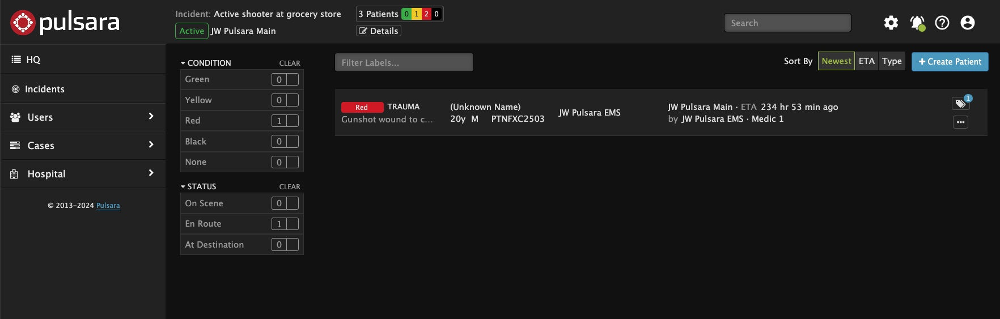 pulsara
Incident: Active shooter at grocery store
Active JW Pulsara Main
3 Patients 0 1 2 0
Details
Search
HQ
Incidents
Users
Cases
Hospital
© 2013-2024 Pulsara
CONDITION CLEAR
Green 0
Yellow 0
Red 1
Black 0
None 0
STATUS CLEAR
On Scene 0
En Route 1
At Destination 0
Filter Labels...
Sort By Newest ETA Type + Create Patient
Red TRAUMA
Gunshot wound to c...
(Unknown Name)
20y M PTNFXC2503
JW Pulsara EMS
JW Pulsara Main · ETA 234 hr 53 min ago
by JW Pulsara EMS · Medic 1
1